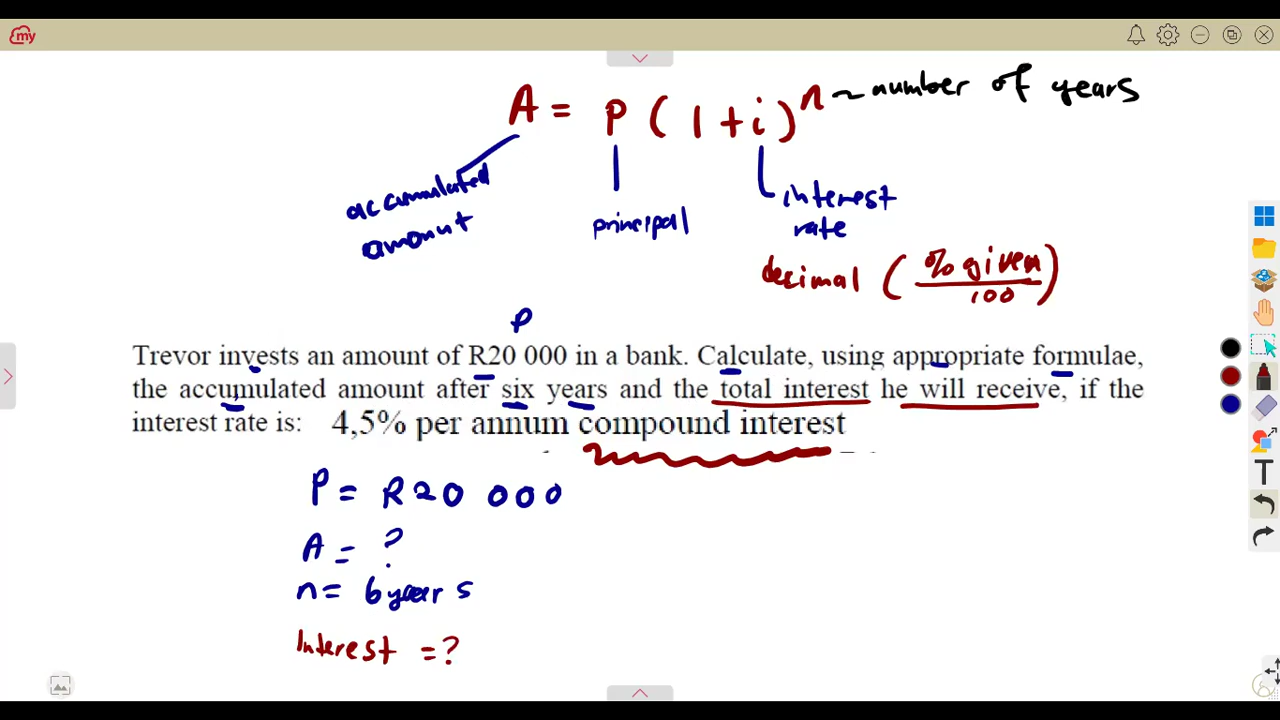 my
A = P ( 1 + i )^n ~ number of years
accumulated amount
principal
interest rate
decimal ( % given / 100 )
P
Trevor invests an amount of R20 000 in a bank. Calculate, using appropriate formulae,
the accumulated amount after six years and the total interest he will receive, if the
interest rate is: 4,5% per annum compound interest
P = R20 000
A = ?
n = 6 years
Interest = ?
T